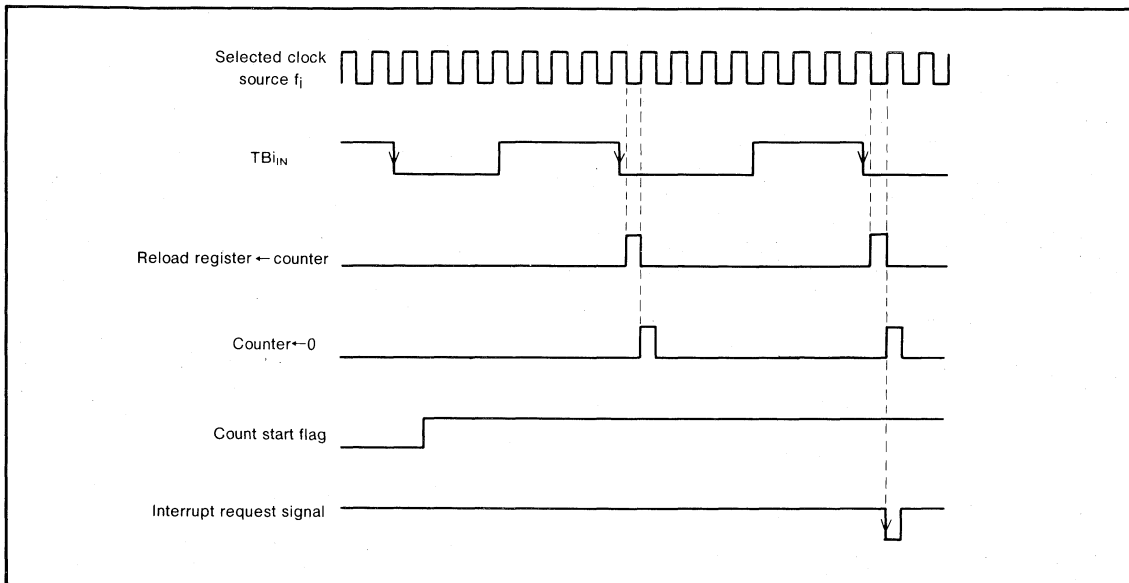 Selected clock
source fi
TBiIN
Reload register ← counter
Counter←0
Count start flag
Interrupt request signal